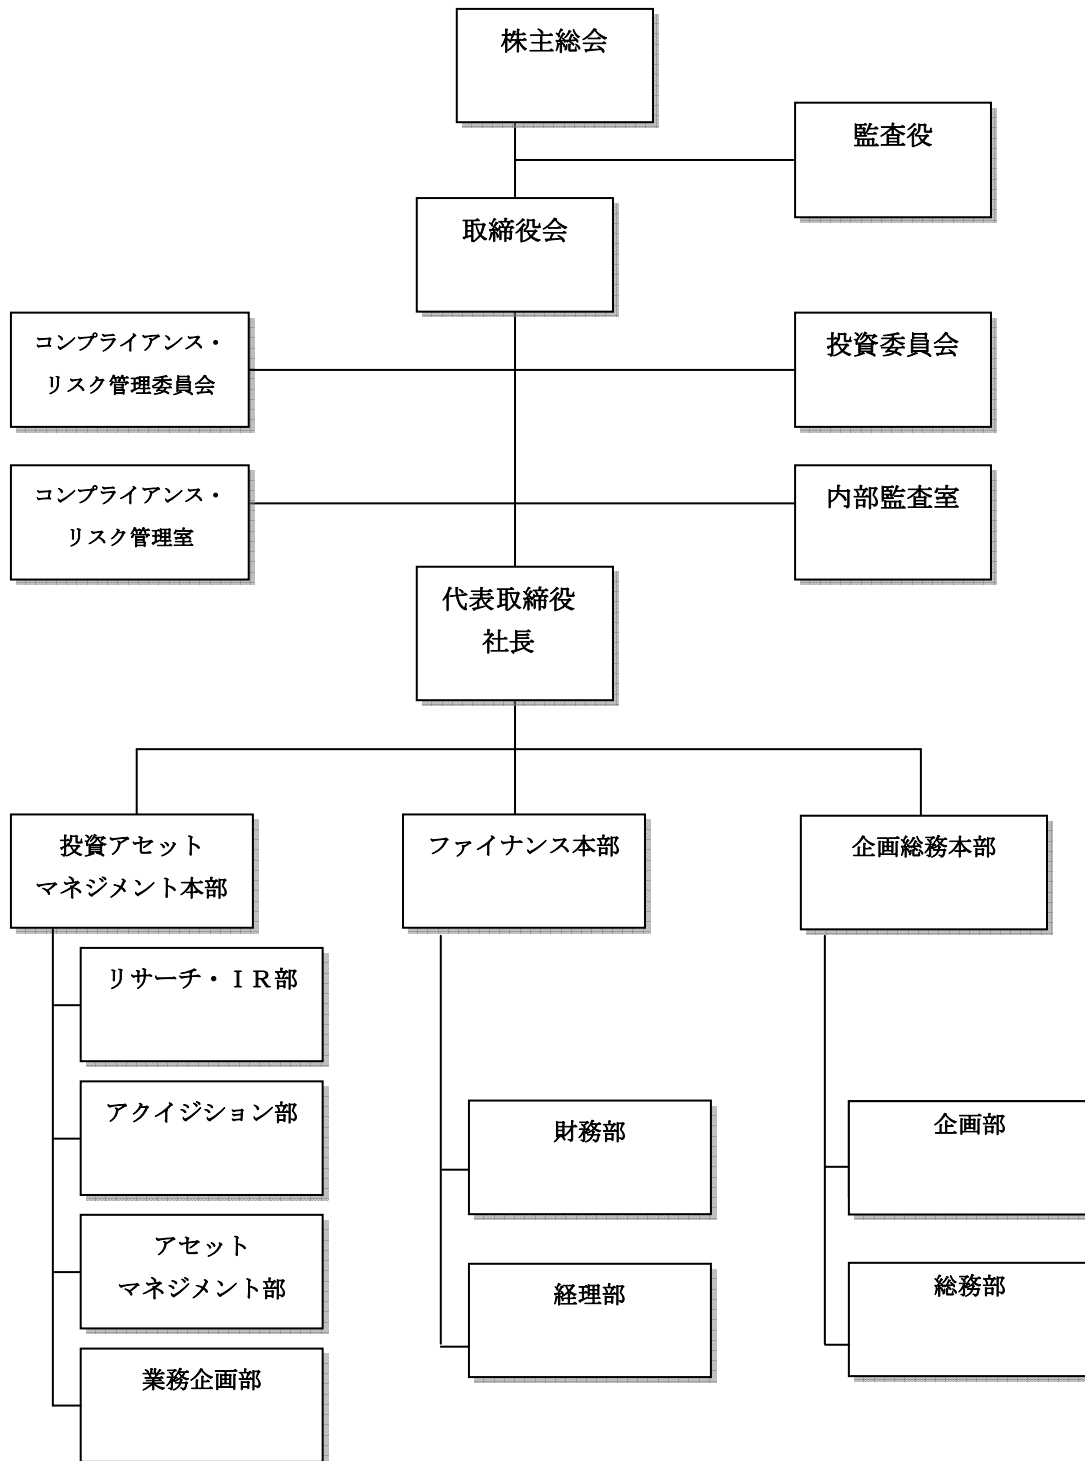 株主総会
監査役
取締役会
コンプライアンス・
リスク管理委員会
投資委員会
コンプライアンス・
リスク管理室
内部監査室
代表取締役
社長
投資アセット
マネジメント本部
ファイナンス本部
企画総務本部
リサーチ・ＩＲ部
アクイジション部
財務部
企画部
アセット
マネジメント部
経理部
総務部
業務企画部